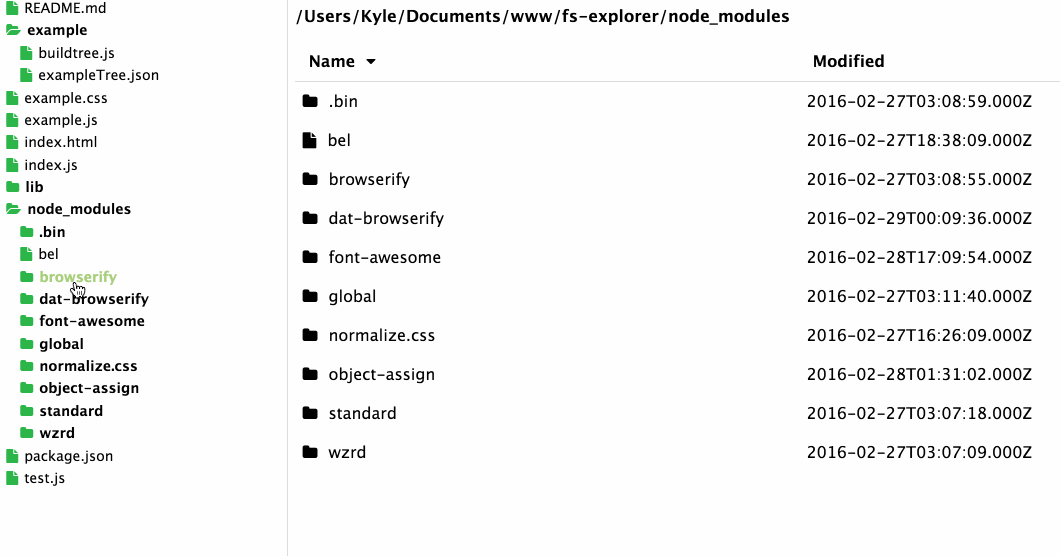 README.md
example
buildtree.js
exampleTree.json
example.css
example.js
index.html
index.js
lib
node_modules
.bin
bel
browserify
dat-browserify
font-awesome
global
normalize.css
object-assign
standard
wzrd
package.json
test.js
/Users/Kyle/Documents/www/fs-explorer/node_modules
Name Modified
.bin 2016-02-27T03:08:59.000Z
bel 2016-02-27T18:38:09.000Z
browserify 2016-02-27T03:08:55.000Z
dat-browserify 2016-02-29T00:09:36.000Z
font-awesome 2016-02-28T17:09:54.000Z
global 2016-02-27T03:11:40.000Z
normalize.css 2016-02-27T16:26:09.000Z
object-assign 2016-02-28T01:31:02.000Z
standard 2016-02-27T03:07:18.000Z
wzrd 2016-02-27T03:07:09.000Z